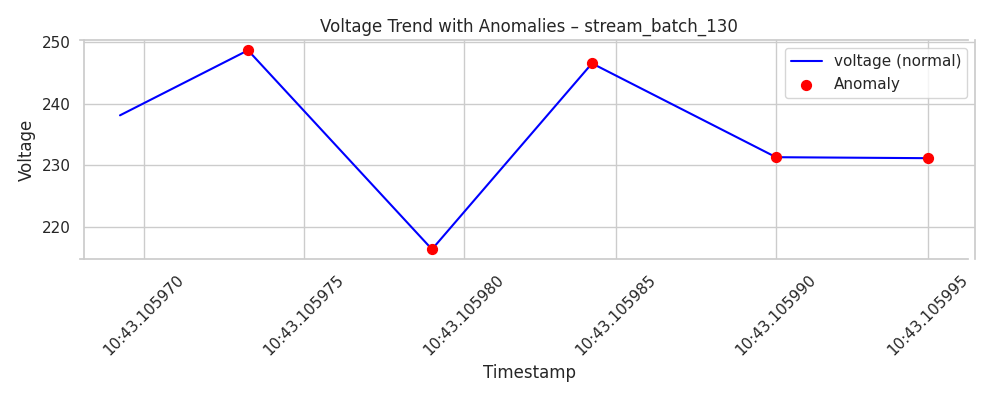 Voltage Trend with Anomalies – stream_batch_130
voltage (normal)
Anomaly
Voltage
250
240
230
220
10:43.105970
10:43.105975
10:43.105980
10:43.105985
10:43.105990
10:43.105995
Timestamp